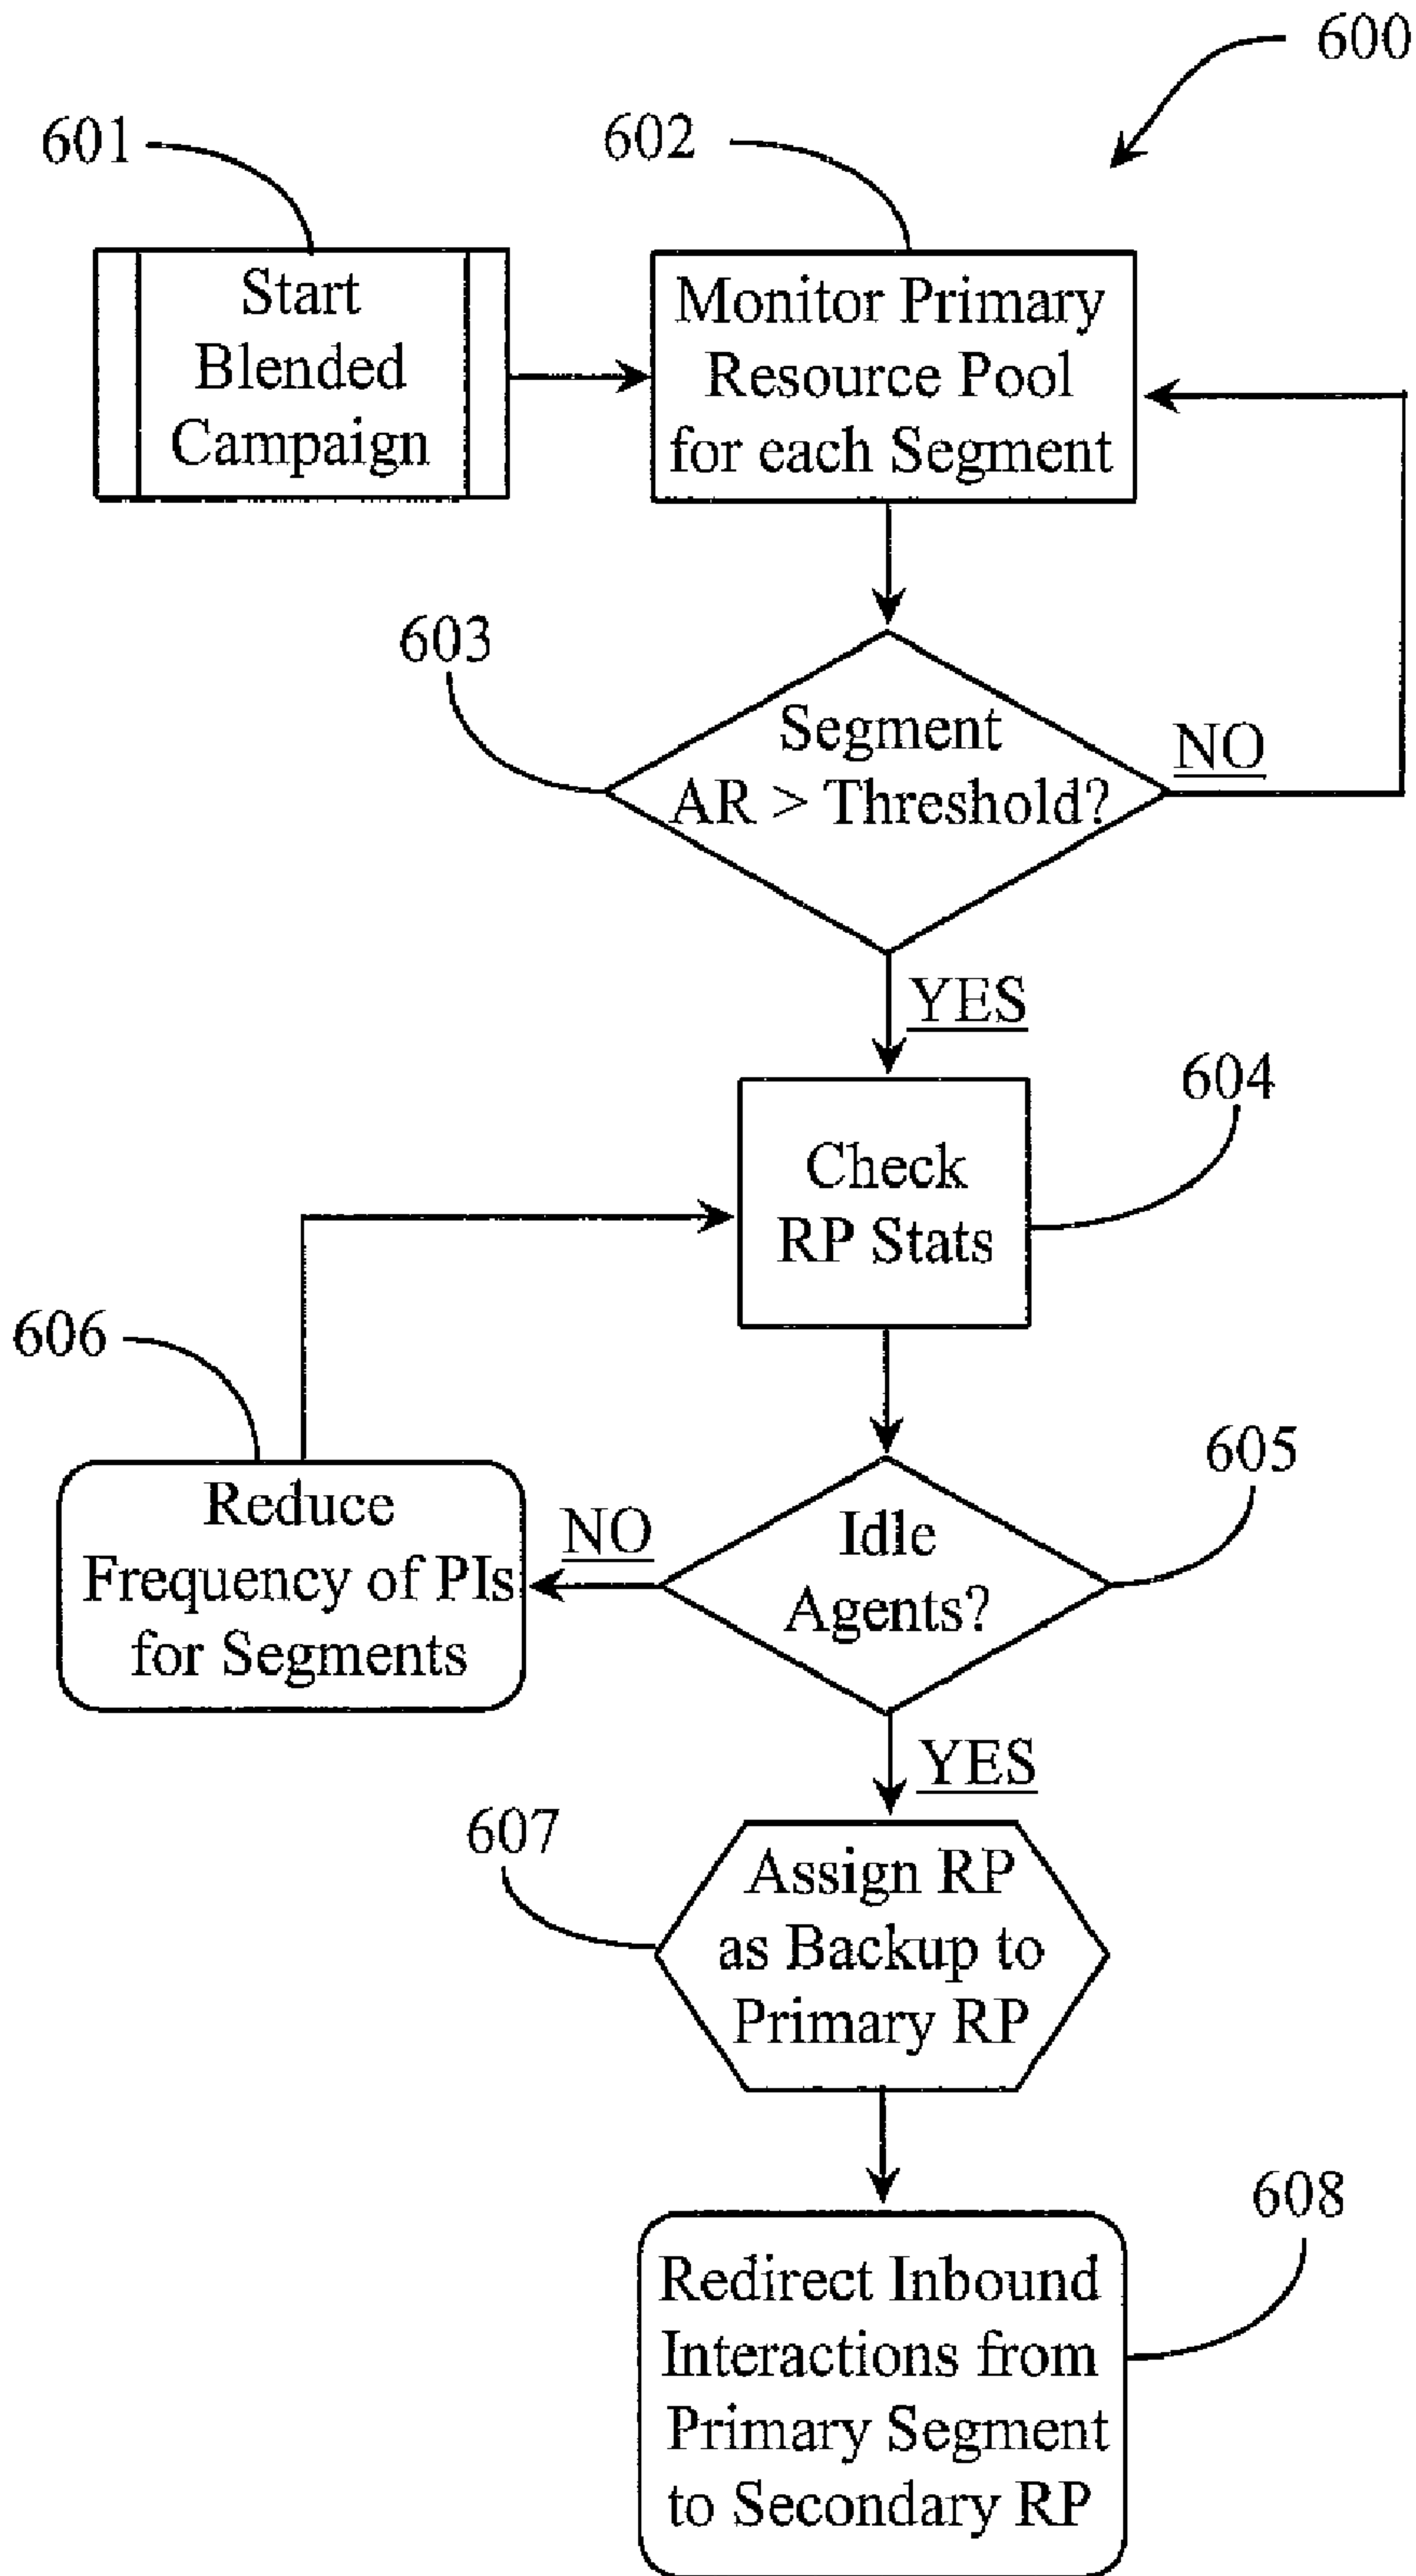 600
601
602
Start
Blended
Campaign
Monitor Primary
Resource Pool
for each Segment
603
Segment
AR > Threshold?
NO
YES
604
Check
RP Stats
606
Reduce
Frequency of PIs
for Segments
605
NO
Idle
Agents?
YES
607
Assign RP
as Backup to
Primary RP
608
Redirect Inbound
Interactions from
Primary Segment
to Secondary RP